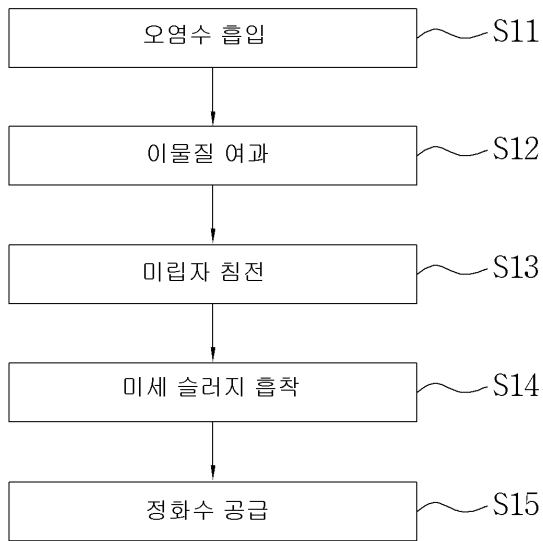 오염수 흡입
S11
이물질 여과
S12
미립자 침전
S13
미세 슬러지 흡착
S14
정화수 공급
S15